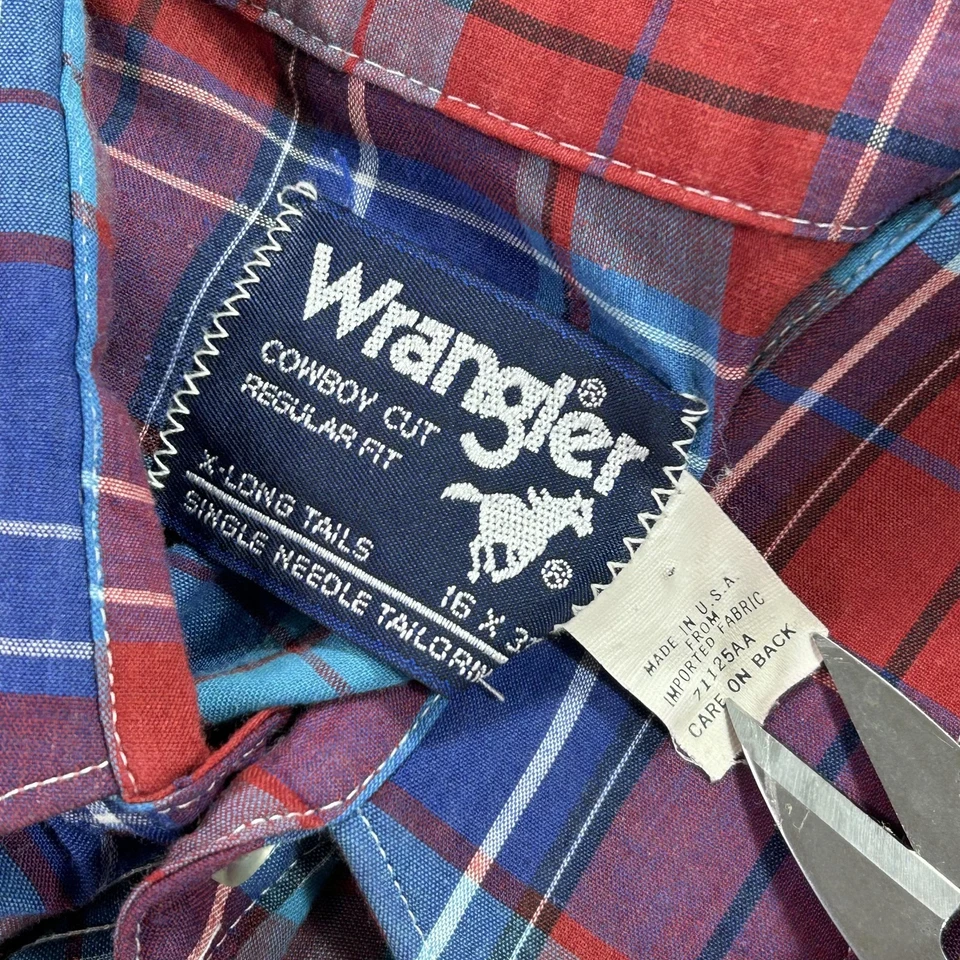 Wrangler®
COWBOY CUT
REGULAR FIT
X-LONG TAILS
16 X 3
SINGLE NEEDLE
®
MADE IN U.S.A.
FROM
IMPORTED FABRIC
71125AA
CARE ON BACK